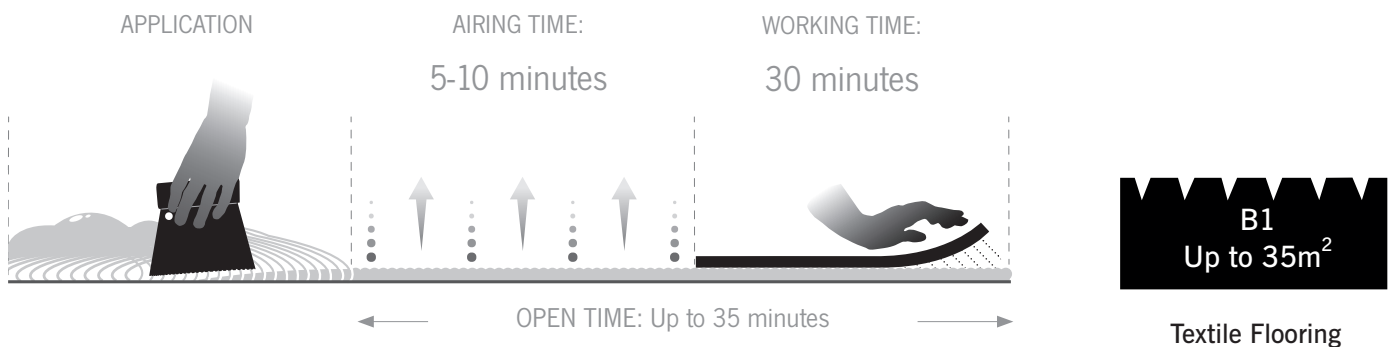 APPLICATION
AIRING TIME:
5-10 minutes
WORKING TIME:
30 minutes
OPEN TIME: Up to 35 minutes
B1
Up to 35m²
Textile Flooring